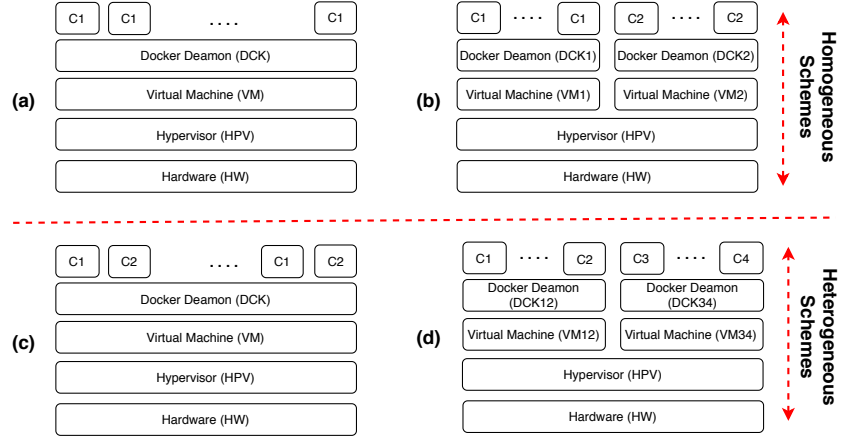 C1 C1 .... C1
Docker Deamon (DCK)
(a)
Virtual Machine (VM)
Hypervisor (HPV)
Hardware (HW)
C1 .... C1 C2 .... C2
Docker Deamon (DCK1) Docker Deamon (DCK2)
(b)
Virtual Machine (VM1) Virtual Machine (VM2)
Hypervisor (HPV)
Hardware (HW)
Homogeneous
Schemes
C1 C2 .... C1 C2
Docker Deamon (DCK)
(c)
Virtual Machine (VM)
Hypervisor (HPV)
Hardware (HW)
C1 .... C2 C3 .... C4
Docker Deamon
(DCK12)
Docker Deamon
(DCK34)
(d)
Virtual Machine (VM12) Virtual Machine (VM34)
Hypervisor (HPV)
Hardware (HW)
Heterogeneous
Schemes